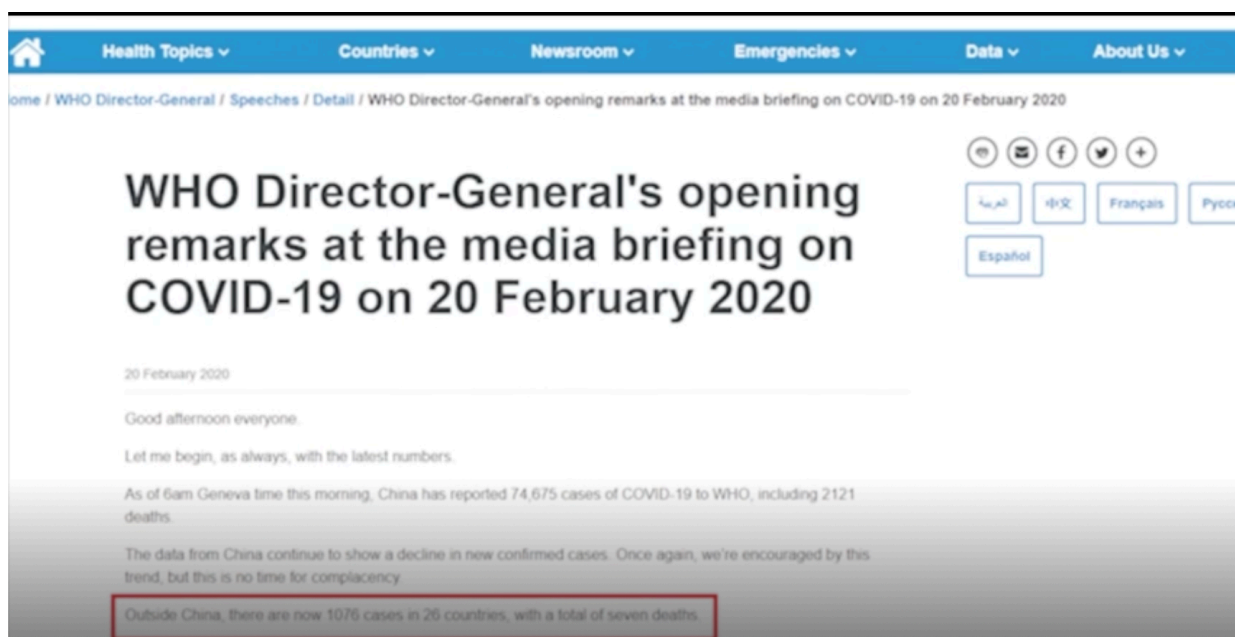 Health Topics Countries Newsroom Emergencies Data About Us
ome / WHO Director-General / Speeches / Detail / WHO Director-General's opening remarks at the media briefing on COVID-19 on 20 February 2020
WHO Director-General's opening
remarks at the media briefing on
COVID-19 on 20 February 2020
العربية 中文 Français Русс
Español
20 February 2020
Good afternoon everyone.
Let me begin, as always, with the latest numbers.
As of 6am Geneva time this morning, China has reported 74,675 cases of COVID-19 to WHO, including 2121
deaths.
The data from China continue to show a decline in new confirmed cases. Once again, we're encouraged by this
trend, but this is no time for complacency.
Outside China, there are now 1076 cases in 26 countries, with a total of seven deaths.